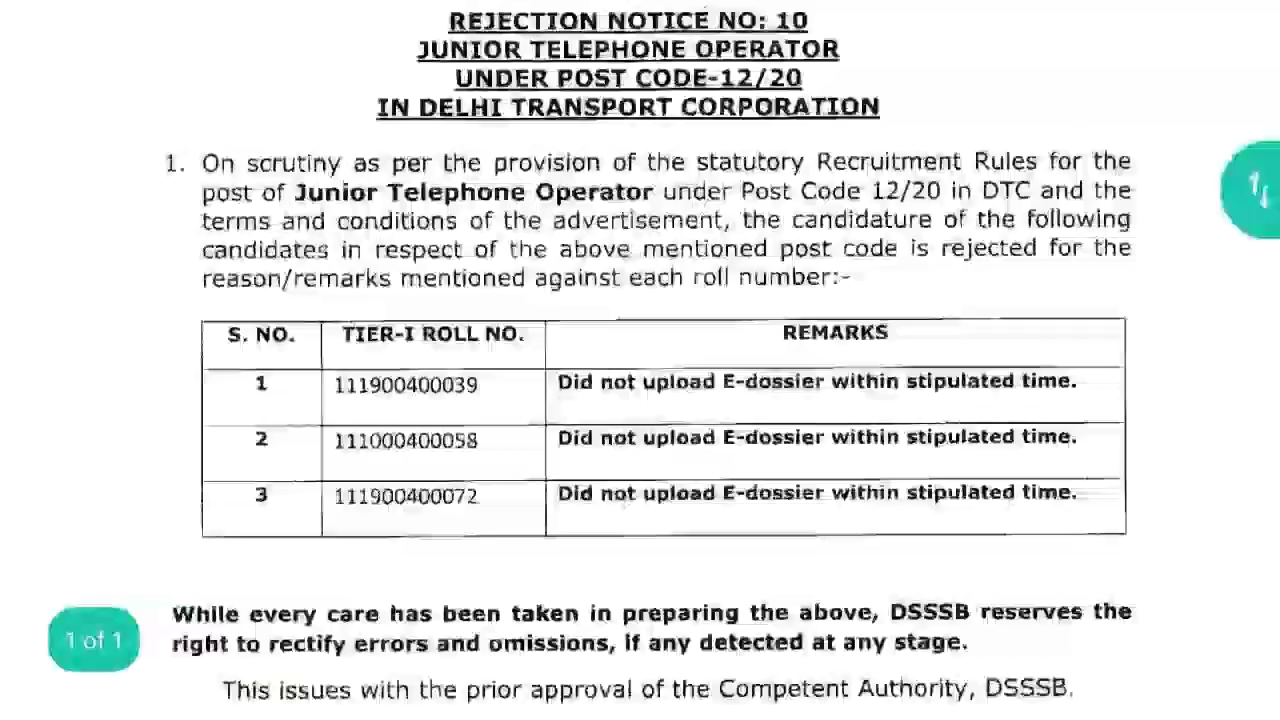 REJECTION NOTICE NO: 10
JUNIOR TELEPHONE OPERATOR
UNDER POST CODE-12/20
IN DELHI TRANSPORT CORPORATION
1. On scrutiny as per the provision of the statutory Recruitment Rules for the
post of Junior Telephone Operator under Post Code 12/20 in DTC and the
terms and conditions of the advertisement, the candidature of the following
candidates in respect of the above mentioned post code is rejected for the
reason/remarks mentioned against each roll number:-
S. NO. TIER-I ROLL NO. REMARKS
1 111900400039 Did not upload E-dossier within stipulated time.
2 111000400058 Did not upload E-dossier within stipulated time.
3 111900400072 Did not upload E-dossier within stipulated time.
While every care has been taken in preparing the above, DSSSB reserves the
1 of 1 right to rectify errors and omissions, if any detected at any stage.
This issues with the prior approval of the Competent Authority, DSSSB.